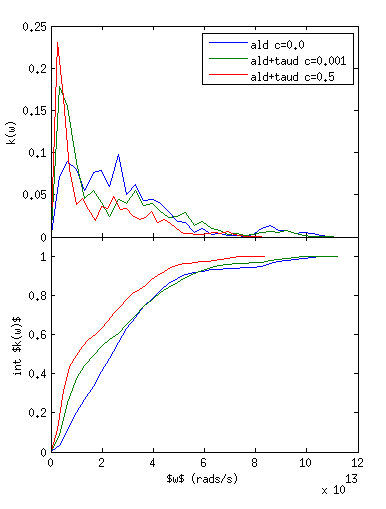 0.25
0.2
0.15
0.1
0.05
0
k(w)
ald c=0.0
ald+taud c=0.001
ald+taud c=0.5
1
0.8
0.6
0.4
0.2
0
int $k(w)$
0 2 4 6 8 10 12
$w$ (rads/s)
x 10 13